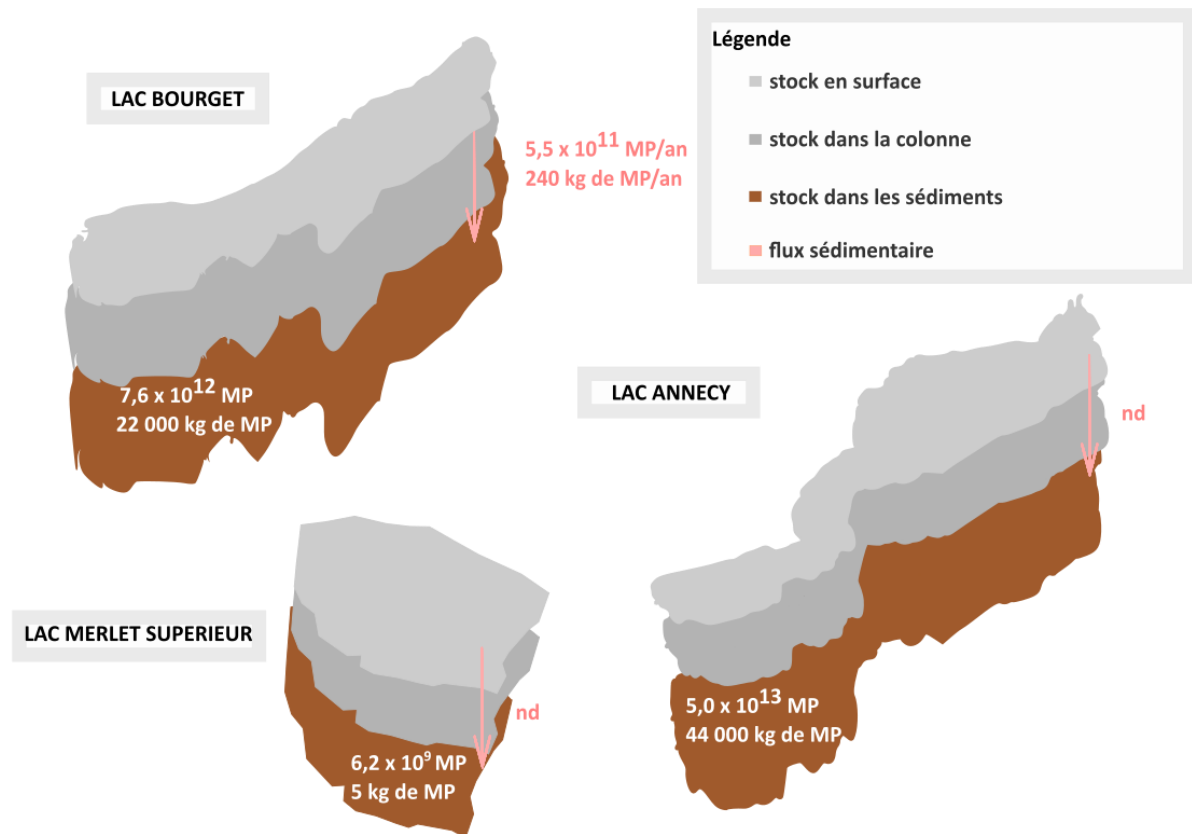 LAC BOURGET
5,5 x 10¹¹ MP/an
240 kg de MP/an
7,6 x 10¹² MP
22 000 kg de MP
Légende
stock en surface
stock dans la colonne
stock dans les sédiments
flux sédimentaire
LAC ANNECY
nd
5,0 x 10¹³ MP
44 000 kg de MP
LAC MERLET SUPERIEUR
nd
6,2 x 10⁹ MP
5 kg de MP